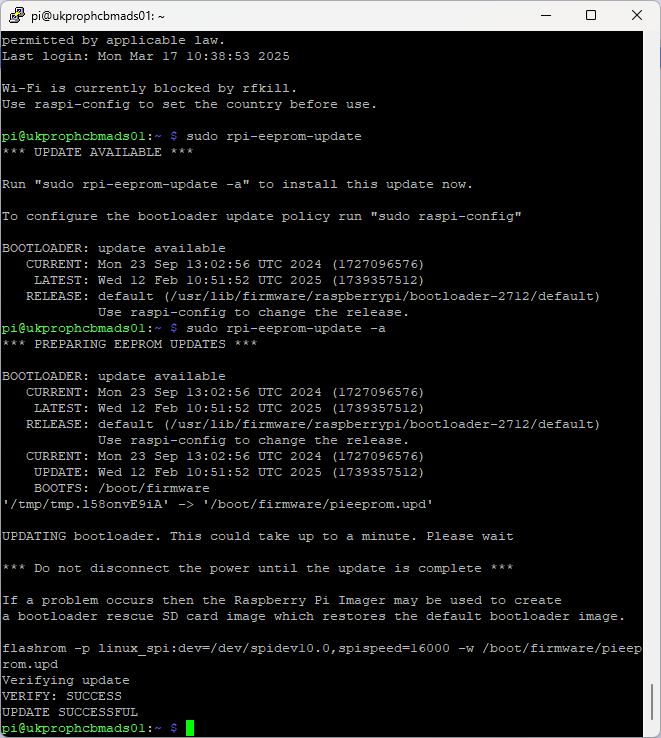 pi@ukprophcbmads01: ~
permitted by applicable law.
Last login: Mon Mar 17 10:38:53 2025
Wi-Fi is currently blocked by rfkill.
Use raspi-config to set the country before use.
pi@ukprophcbmads01:~ $ sudo rpi-eeprom-update
*** UPDATE AVAILABLE ***
Run "sudo rpi-eeprom-update -a" to install this update now.
To configure the bootloader update policy run "sudo raspi-config"
BOOTLOADER: update available
   CURRENT: Mon 23 Sep 13:02:56 UTC 2024 (1727096576)
    LATEST: Wed 12 Feb 10:51:52 UTC 2025 (1739357512)
   RELEASE: default (/usr/lib/firmware/raspberrypi/bootloader-2712/default)
            Use raspi-config to change the release.
pi@ukprophcbmads01:~ $ sudo rpi-eeprom-update -a
*** PREPARING EEPROM UPDATES ***
BOOTLOADER: update available
   CURRENT: Mon 23 Sep 13:02:56 UTC 2024 (1727096576)
    LATEST: Wed 12 Feb 10:51:52 UTC 2025 (1739357512)
   RELEASE: default (/usr/lib/firmware/raspberrypi/bootloader-2712/default)
            Use raspi-config to change the release.
   CURRENT: Mon 23 Sep 13:02:56 UTC 2024 (1727096576)
    UPDATE: Wed 12 Feb 10:51:52 UTC 2025 (1739357512)
    BOOTFS: /boot/firmware
'/tmp/tmp.l58onvE9iA' -> '/boot/firmware/pieeprom.upd'
UPDATING bootloader. This could take up to a minute. Please wait
*** Do not disconnect the power until the update is complete ***
If a problem occurs then the Raspberry Pi Imager may be used to create
a bootloader rescue SD card image which restores the default bootloader image.
flashrom -p linux_spi:dev=/dev/spidev10.0,spispeed=16000 -w /boot/firmware/pieep
rom.upd
Verifying update
VERIFY: SUCCESS
UPDATE SUCCESSFUL
pi@ukprophcbmads01:~ $